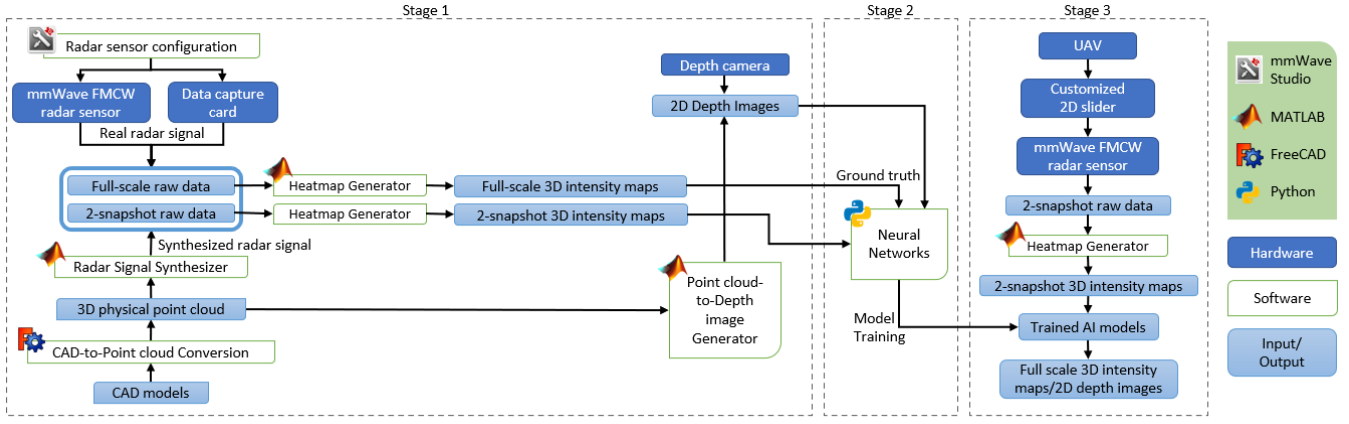 Stage 1
Radar sensor configuration
mmWave FMCW
radar sensor
Data capture
card
Real radar signal
Full-scale raw data
2-snapshot raw data
Heatmap Generator
Heatmap Generator
Full-scale 3D intensity maps
2-snapshot 3D intensity maps
Synthesized radar signal
Radar Signal Synthesizer
3D physical point cloud
CAD-to-Point cloud Conversion
CAD models
Depth camera
2D Depth Images
Point cloud-
to-Depth
image
Generator
Stage 2
Ground truth
Neural
Networks
Model
Training
Stage 3
UAV
Customized
2D slider
mmWave FMCW
radar sensor
2-snapshot raw data
Heatmap Generator
2-snapshot 3D intensity maps
Trained AI models
Full scale 3D intensity
maps/2D depth images
mmWave
Studio
MATLAB
FreeCAD
Python
Hardware
Software
Input/
Output